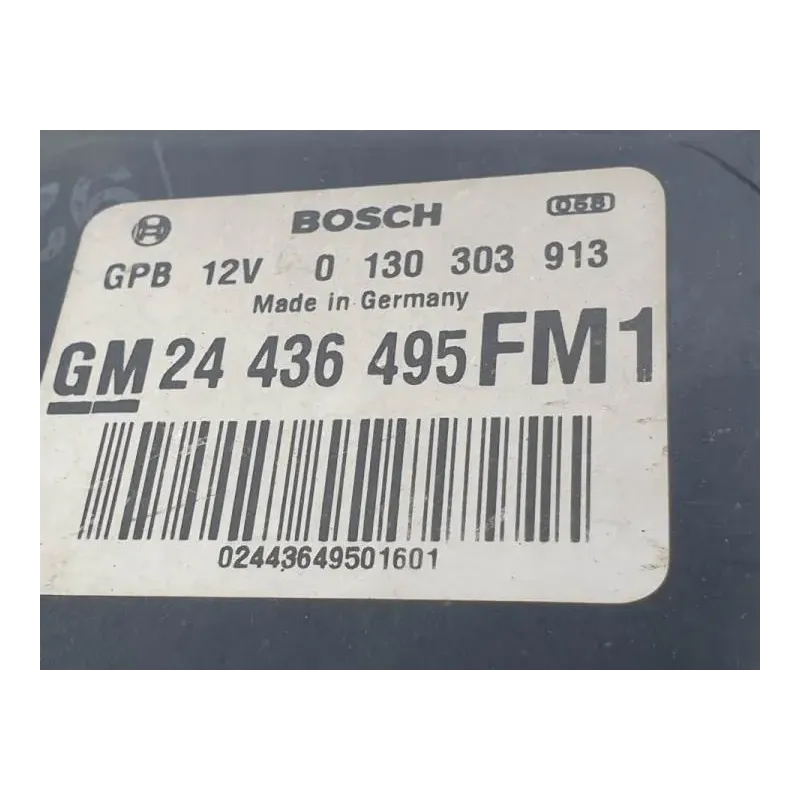 BOSCH 058
GPB 12V 0 130 303 913
Made in Germany
GM 24 436 495 FM1
02443649501601